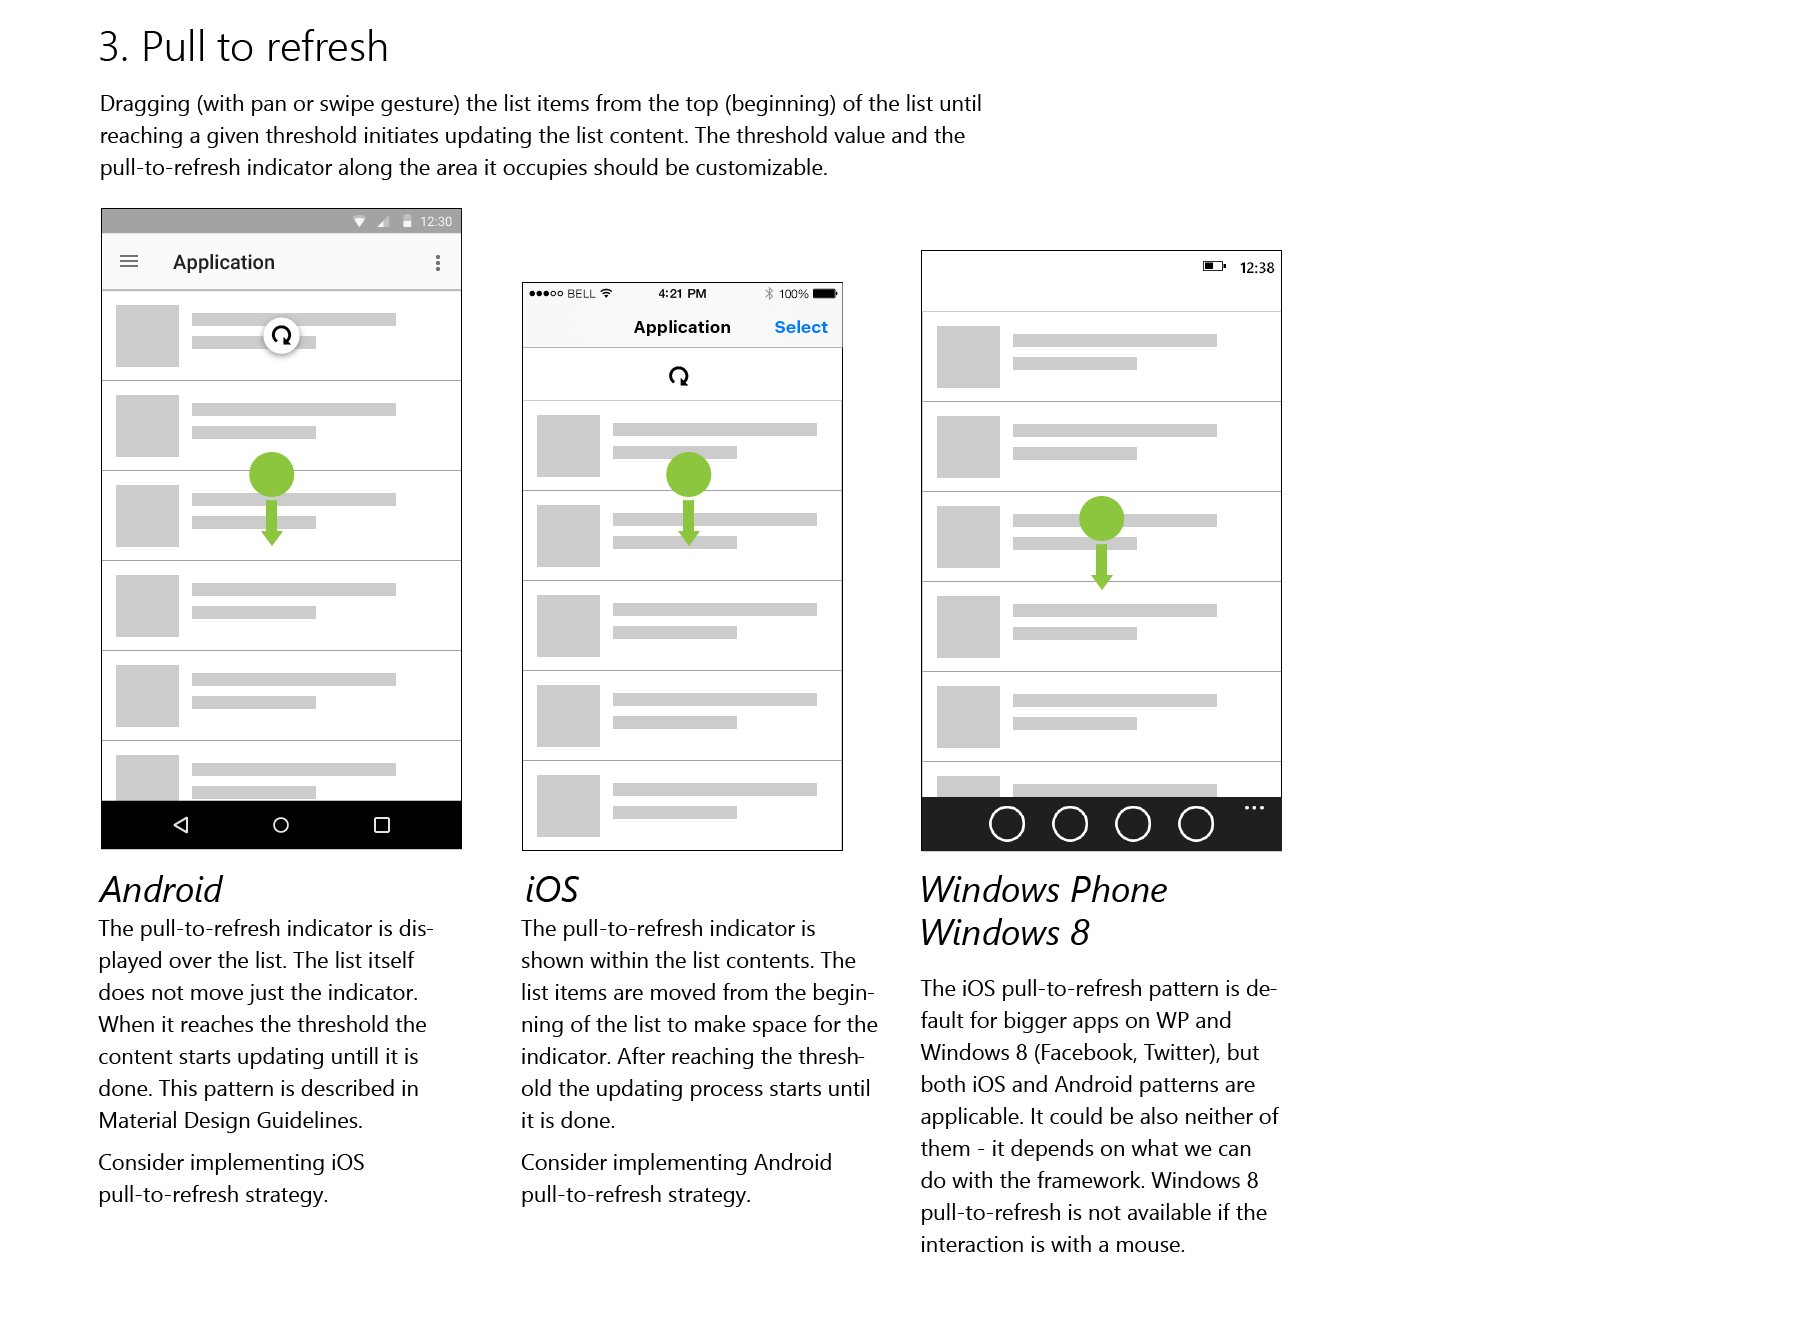 3. Pull to refresh
Dragging (with pan or swipe gesture) the list items from the top (beginning) of the list until
reaching a given threshold initiates updating the list content. The threshold value and the
pull-to-refresh indicator along the area it occupies should be customizable.
12:30
Application
BELL 4:21 PM 100%
Application Select
12:38
Android
The pull-to-refresh indicator is dis-
played over the list. The list itself
does not move just the indicator.
When it reaches the threshold the
content starts updating untill it is
done. This pattern is described in
Material Design Guidelines.
Consider implementing iOS
pull-to-refresh strategy.
iOS
The pull-to-refresh indicator is
shown within the list contents. The
list items are moved from the begin-
ning of the list to make space for the
indicator. After reaching the thresh-
old the updating process starts until
it is done.
Consider implementing Android
pull-to-refresh strategy.
Windows Phone
Windows 8
The iOS pull-to-refresh pattern is de-
fault for bigger apps on WP and
Windows 8 (Facebook, Twitter), but
both iOS and Android patterns are
applicable. It could be also neither of
them - it depends on what we can
do with the framework. Windows 8
pull-to-refresh is not available if the
interaction is with a mouse.